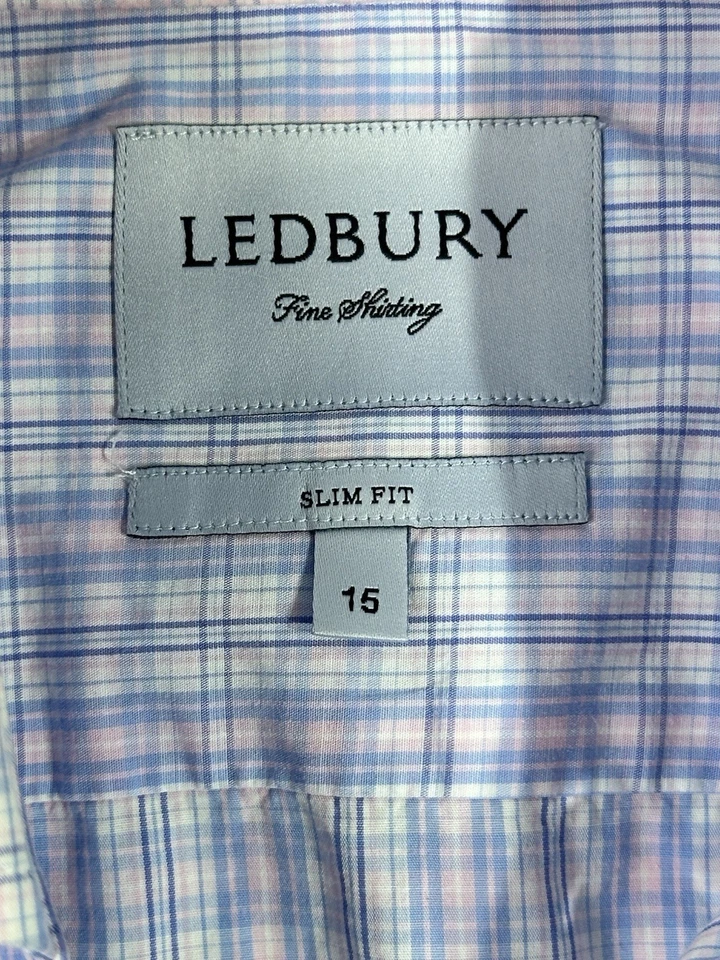 LEDBURY
Fine Shirting
SLIM FIT
15